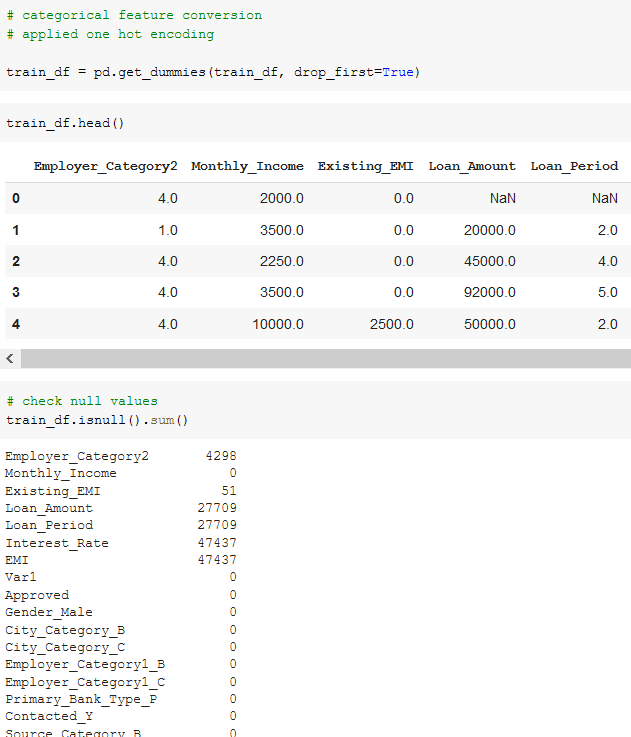 # categorical feature conversion
# applied one hot encoding
train_df = pd.get_dummies(train_df, drop_first=True)
train_df.head()
Employer_Category2 Monthly_Income Existing_EMI Loan_Amount Loan_Period
0 4.0 2000.0 0.0 NaN NaN
1 1.0 3500.0 0.0 20000.0 2.0
2 4.0 2250.0 0.0 45000.0 4.0
3 4.0 3500.0 0.0 92000.0 5.0
4 4.0 10000.0 2500.0 50000.0 2.0
# check null values
train_df.isnull().sum()
Employer_Category2 4298
Monthly_Income 0
Existing_EMI 51
Loan_Amount 27709
Loan_Period 27709
Interest_Rate 47437
EMI 47437
Var1 0
Approved 0
Gender_Male 0
City_Category_B 0
City_Category_C 0
Employer_Category1_B 0
Employer_Category1_C 0
Primary_Bank_Type_P 0
Contacted_Y 0
Source_Category_B 0